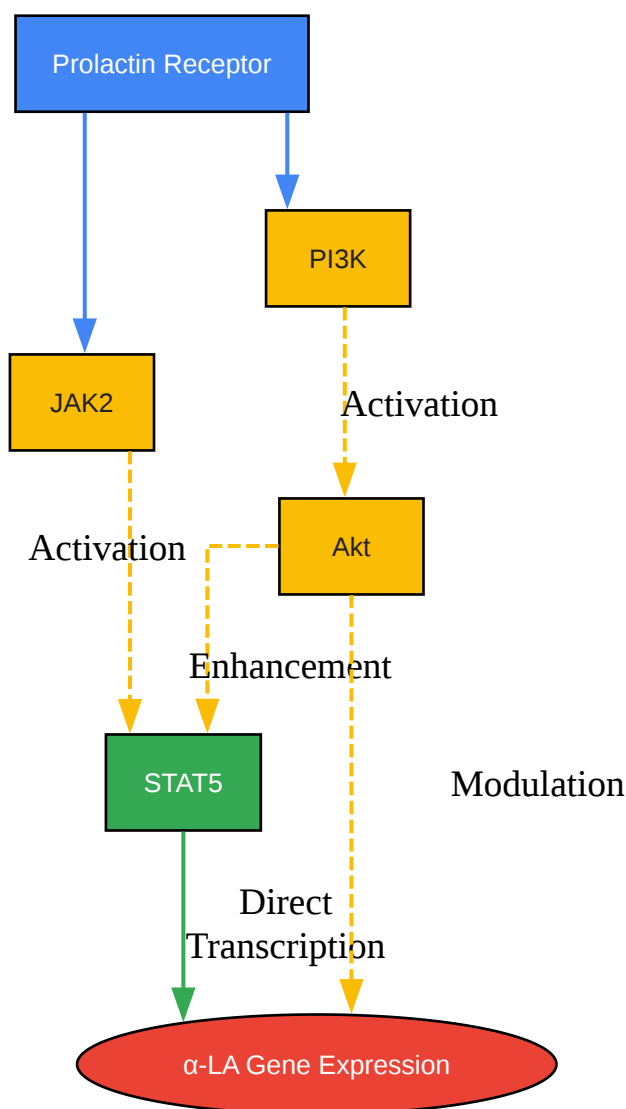 Prolactin Receptor
PI3K
JAK2
Activation
Akt
Activation
Enhancement
STAT5
Modulation
Direct
Transcription
α-LA Gene Expression